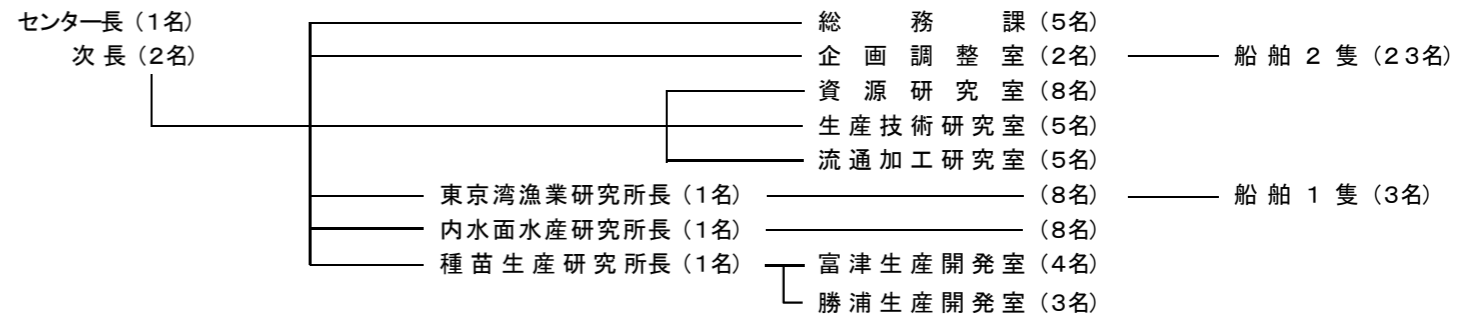 センター長（１名） 総務課（５名）
次長（２名） 企画調整室（２名） 船舶２隻（２３名）
資源研究室（８名）
生産技術研究室（５名）
流通加工研究室（５名）
東京湾漁業研究所長（１名） （８名） 船舶１隻（３名）
内水面水産研究所長（１名） （８名）
種苗生産研究所長（１名） 富津生産開発室（４名）
勝浦生産開発室（３名）